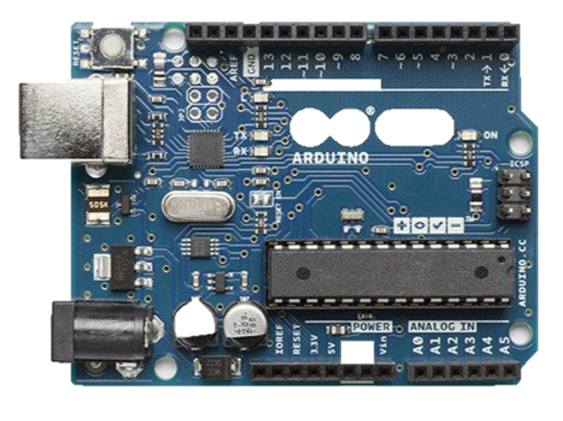 RESET
AREF
GND
13
12
~11
~10
~9
8
7
~6
~5
4
~3
2
TX→1
RX←0
TX
RX
®
ARDUINO
ON
ICSP
ARDUINO.CC
IOREF
RESET
3.3V
5V
POWER
Vin
ANALOG IN
A0
A1
A2
A3
A4
A5